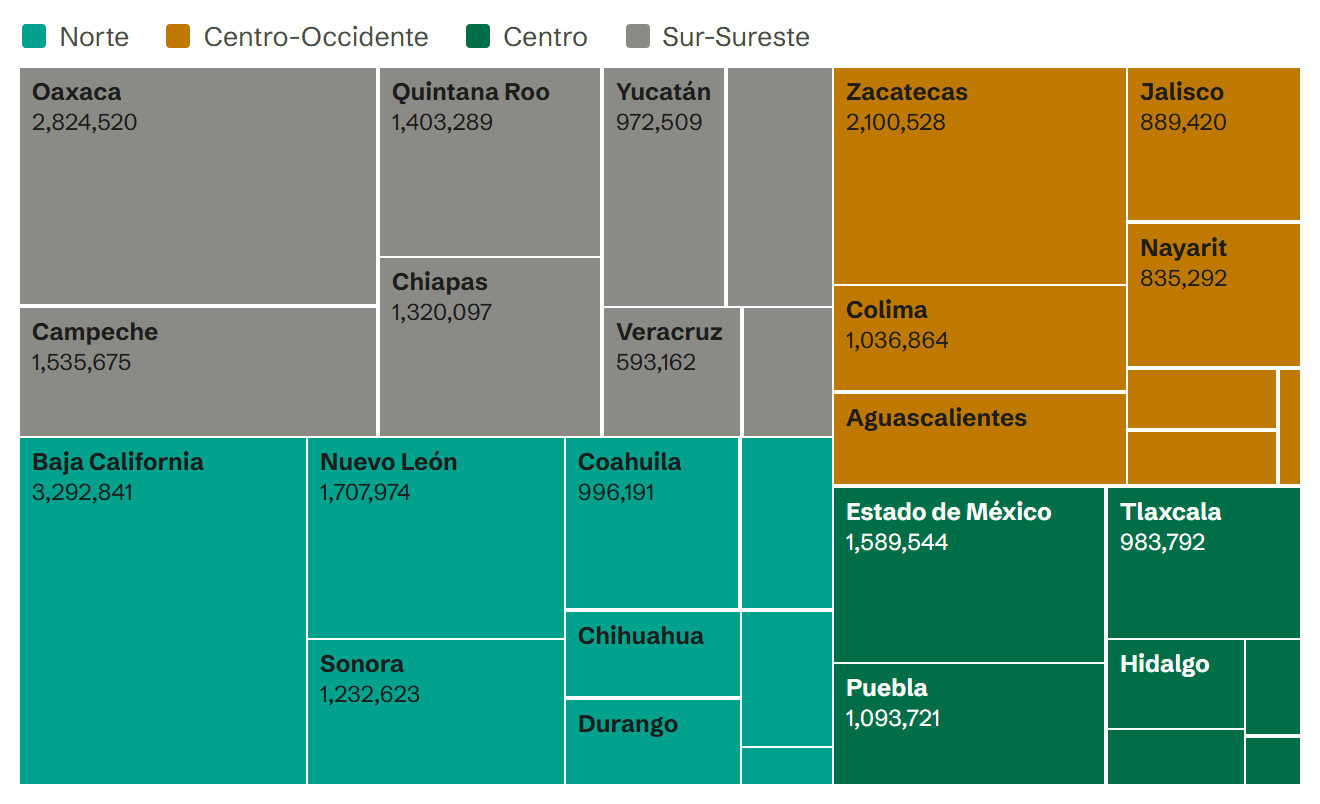 Norte
Centro-Occidente
Centro
Sur-Sureste
Oaxaca
2,824,520
Quintana Roo
1,403,289
Yucatán
972,509
Zacatecas
2,100,528
Jalisco
889,420
Nayarit
835,292
Chiapas
1,320,097
Colima
1,036,864
Campeche
1,535,675
Veracruz
593,162
Aguascalientes
Baja California
3,292,841
Nuevo León
1,707,974
Coahuila
996,191
Estado de México
1,589,544
Tlaxcala
983,792
Chihuahua
Sonora
1,232,623
Hidalgo
Puebla
1,093,721
Durango